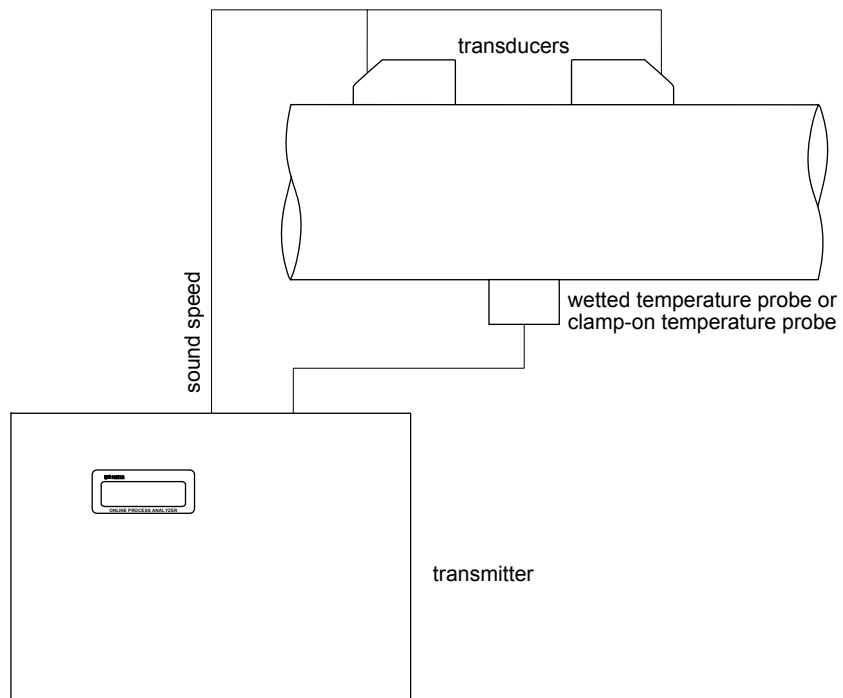 transducers
sound speed
wetted temperature probe or
clamp-on temperature probe
ONLINE PROCESS ANALYZER
transmitter